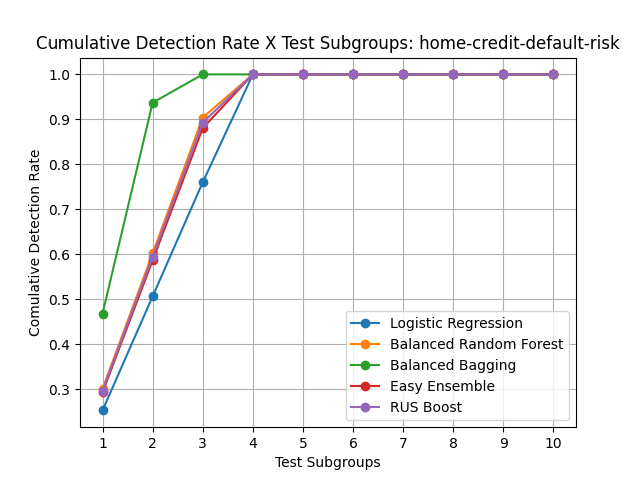 Cumulative Detection Rate X Test Subgroups: home-credit-default-risk
1.0
0.9
0.8
0.7
0.6
0.5
0.4
0.3
Comulative Detection Rate
Logistic Regression
Balanced Random Forest
Balanced Bagging
Easy Ensemble
RUS Boost
1 2 3 4 5 6 7 8 9 10
Test Subgroups